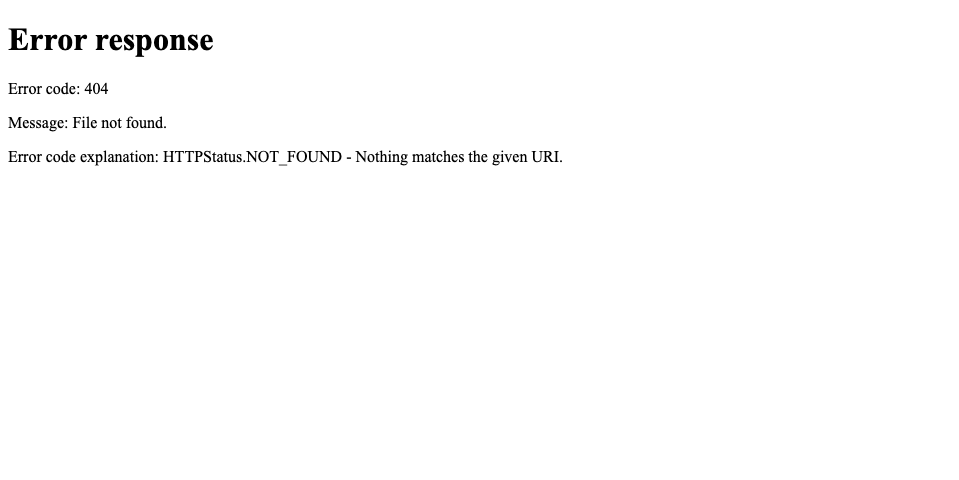 Error response
Error code: 404
Message: File not found.
Error code explanation: HTTPStatus.NOT_FOUND - Nothing matches the given URI.